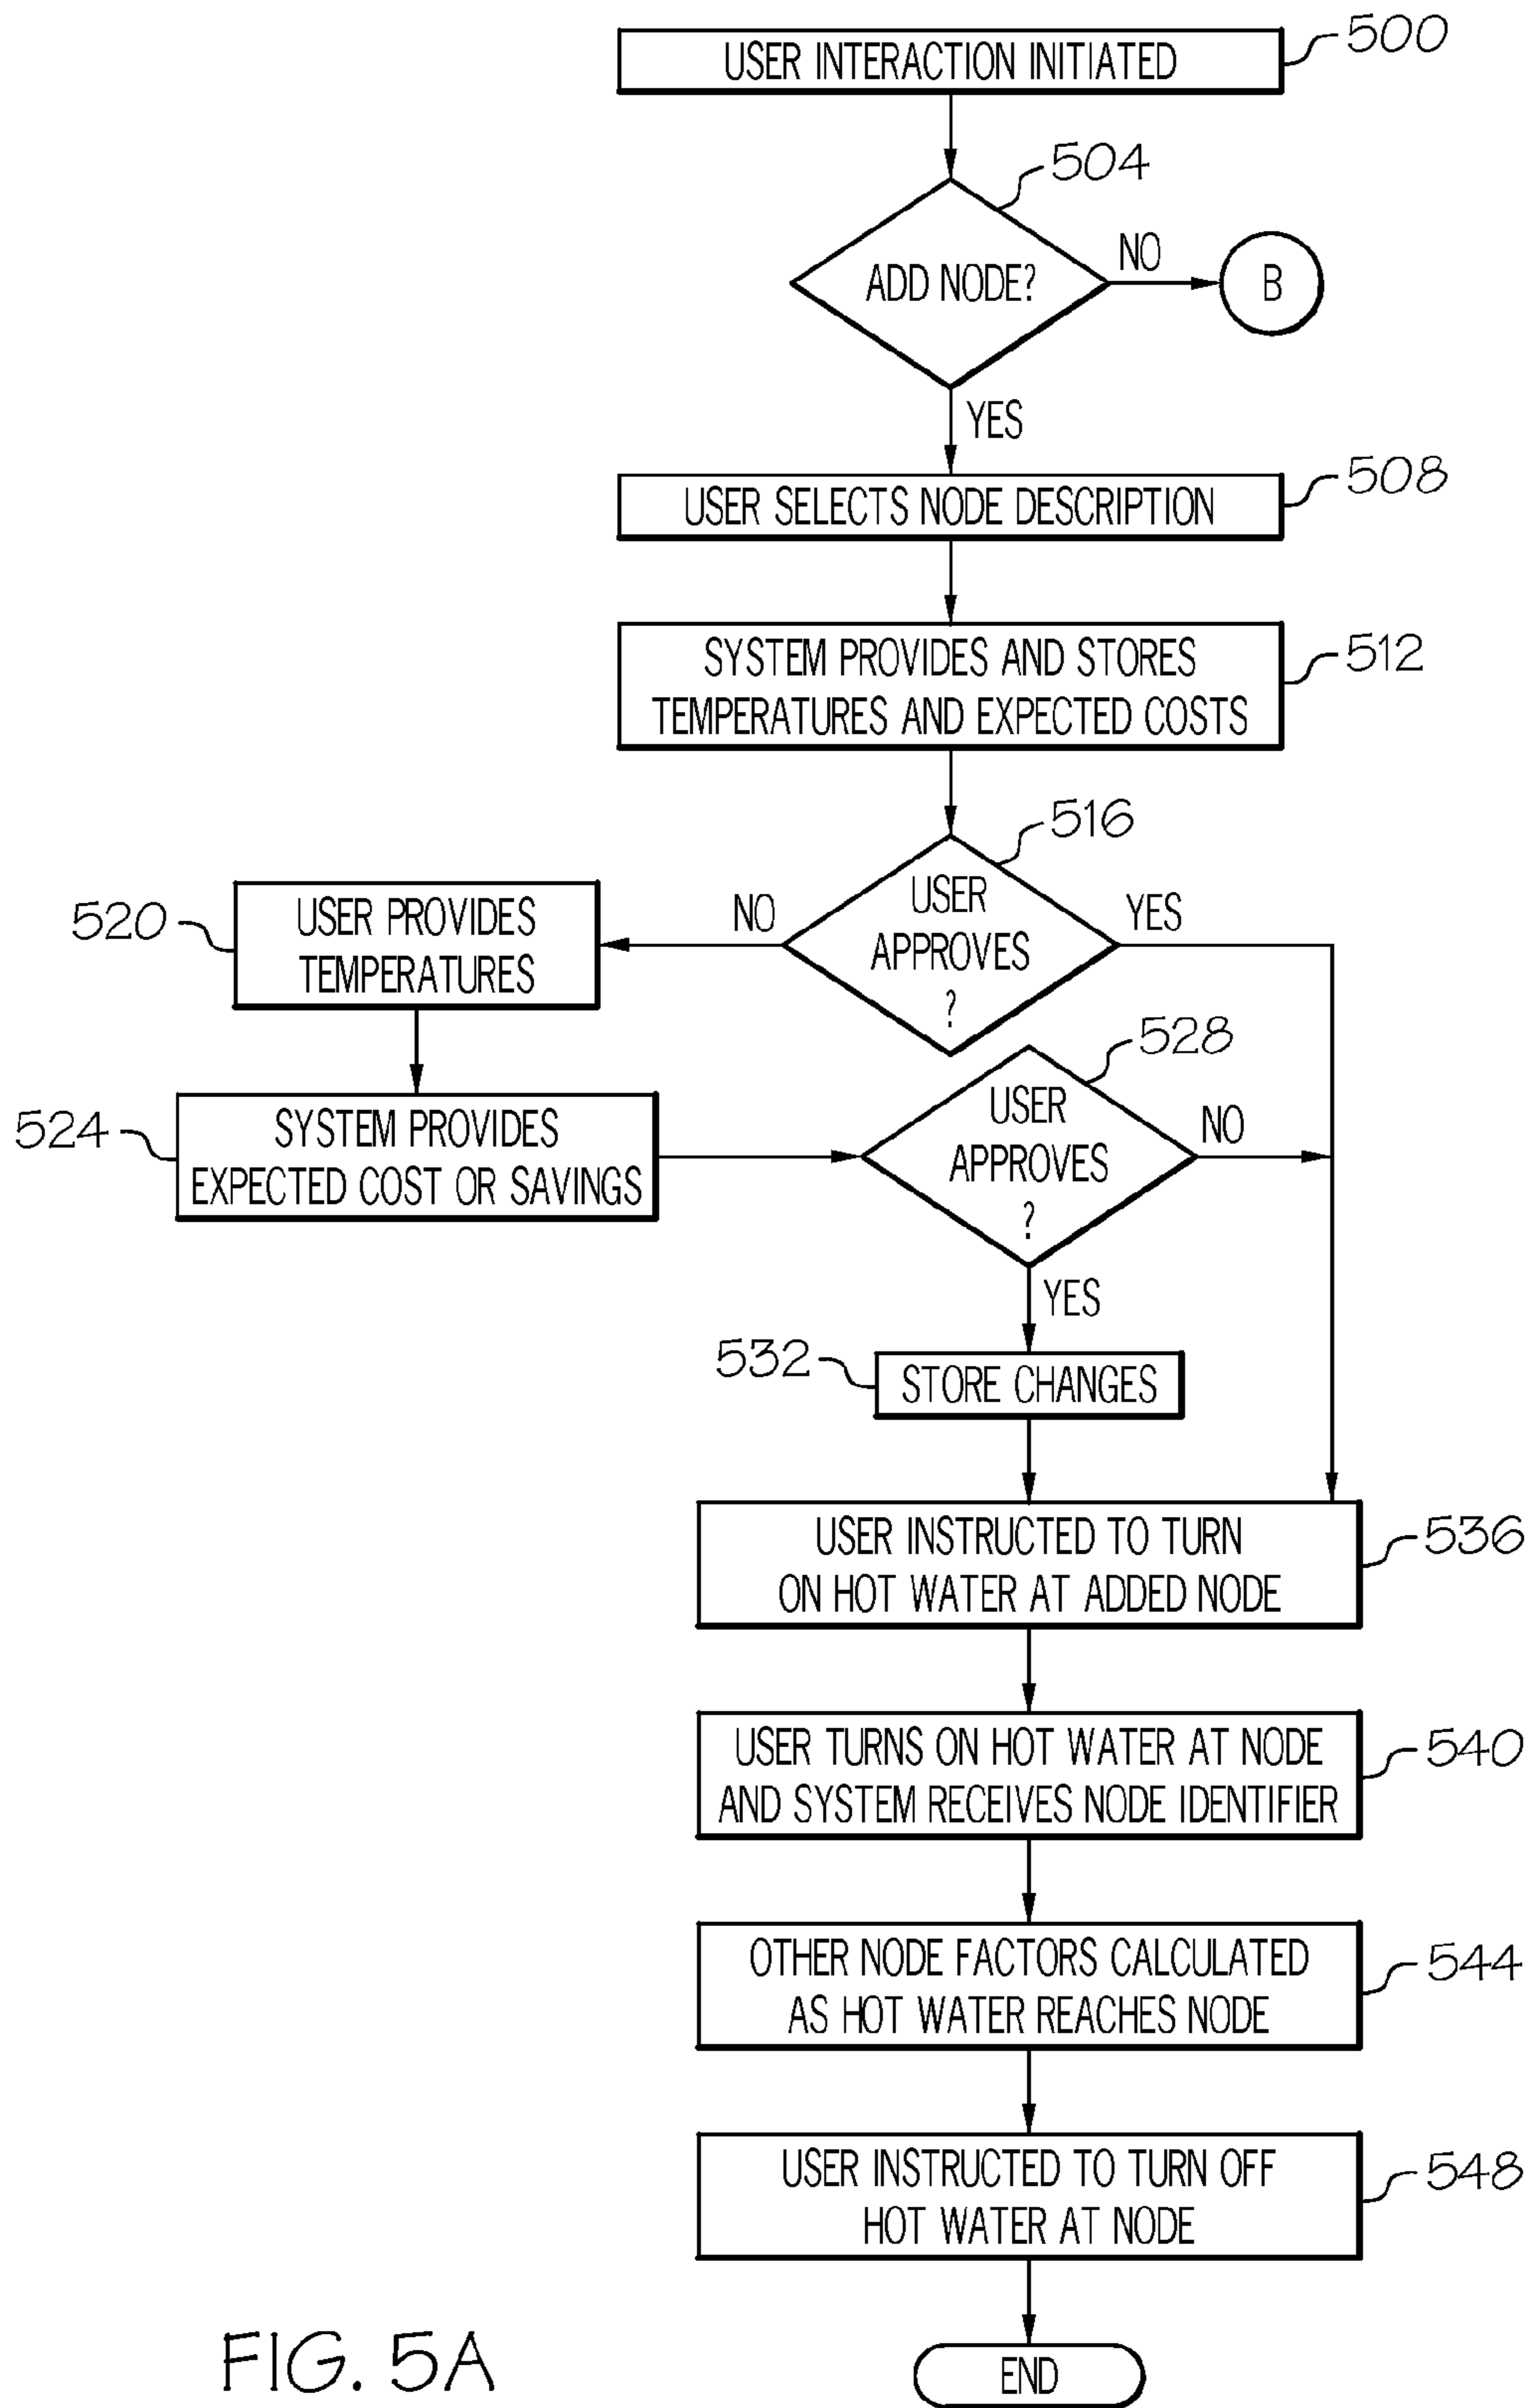 USER INTERACTION INITIATED
500
504
ADD NODE?
NO
B
YES
USER SELECTS NODE DESCRIPTION
508
SYSTEM PROVIDES AND STORES
TEMPERATURES AND EXPECTED COSTS
512
516
USER
APPROVES
?
NO
YES
520
USER PROVIDES
TEMPERATURES
524
SYSTEM PROVIDES
EXPECTED COST OR SAVINGS
528
USER
APPROVES
?
NO
YES
532
STORE CHANGES
USER INSTRUCTED TO TURN
ON HOT WATER AT ADDED NODE
536
USER TURNS ON HOT WATER AT NODE
AND SYSTEM RECEIVES NODE IDENTIFIER
540
OTHER NODE FACTORS CALCULATED
AS HOT WATER REACHES NODE
544
USER INSTRUCTED TO TURN OFF
HOT WATER AT NODE
548
END
FIG. 5A